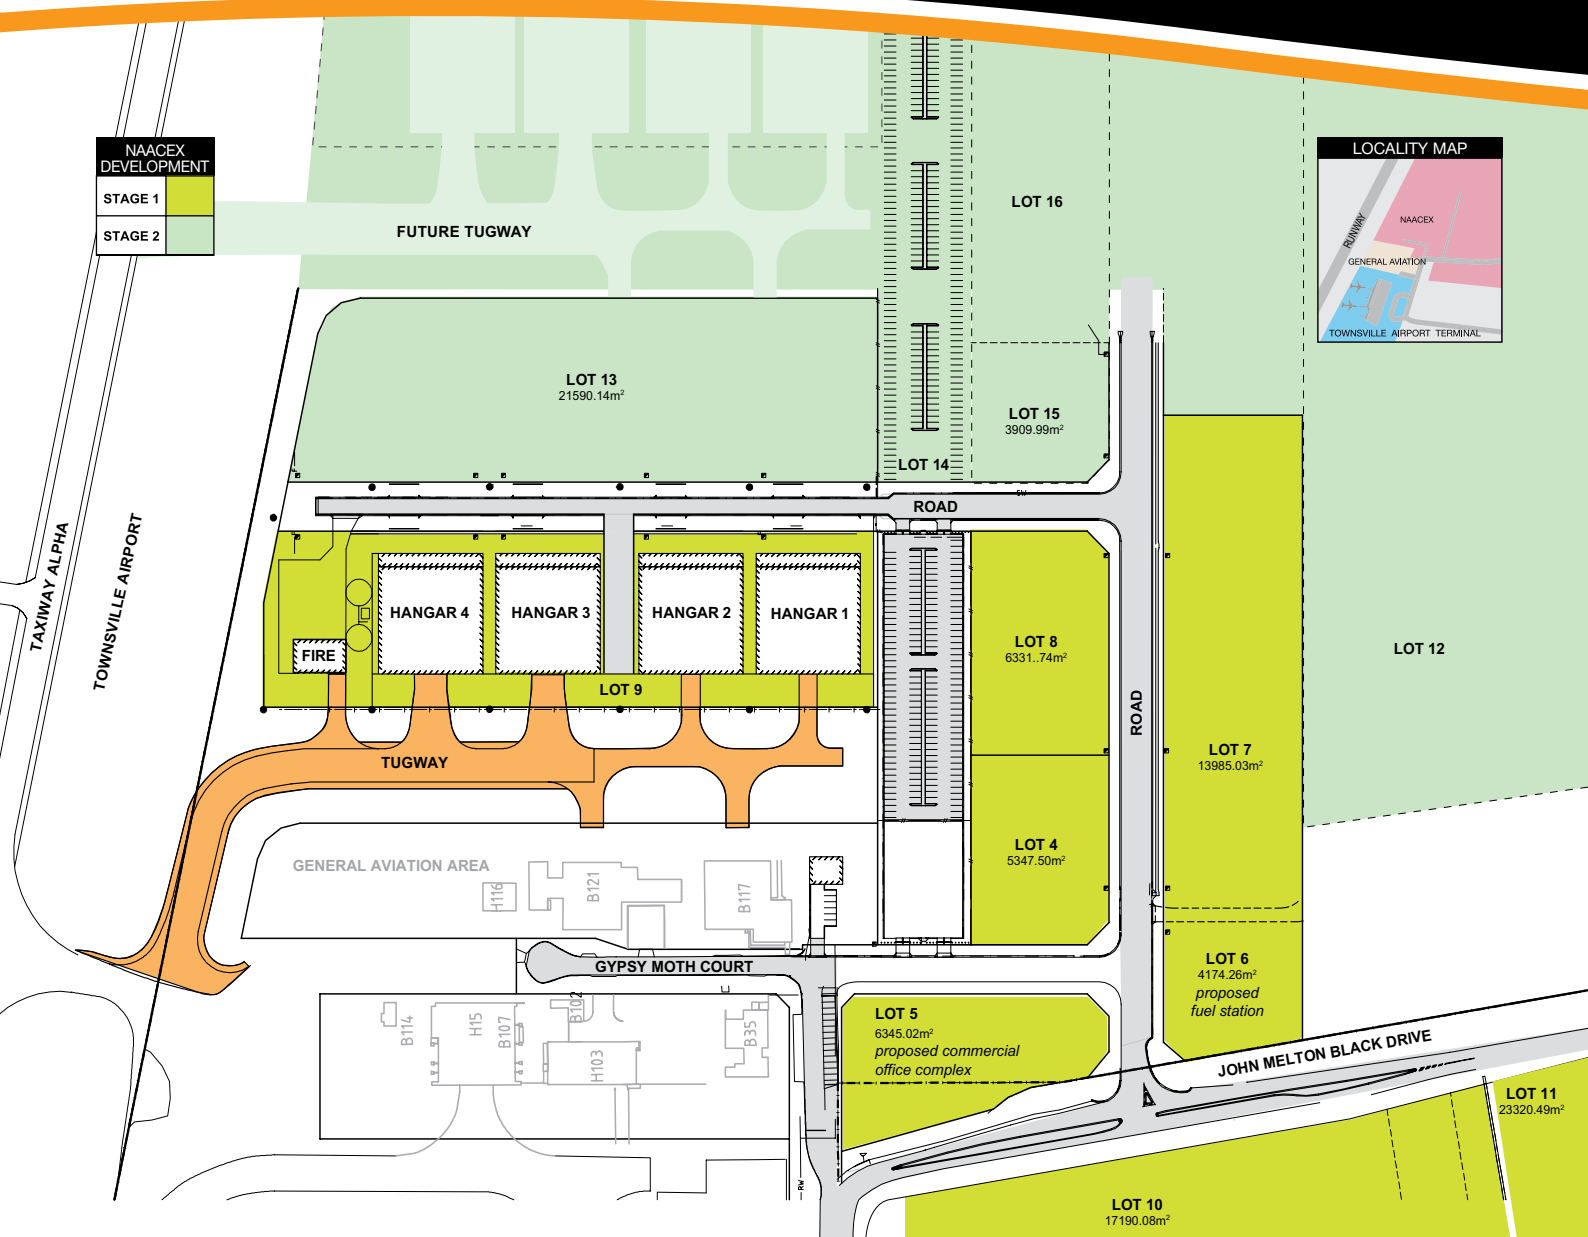 NAACEX
DEVELOPMENT
STAGE 1
STAGE 2
LOCALITY MAP
RUNWAY
NAACEX
GENERAL AVIATION
TOWNSVILLE AIRPORT TERMINAL
FUTURE TUGWAY
LOT 16
LOT 13
21590.14m²
LOT 15
3909.99m²
LOT 14
ROAD
SW
TAXIWAY ALPHA
TOWNSVILLE AIRPORT
HANGAR 4
HANGAR 3
HANGAR 2
HANGAR 1
FIRE
LOT 9
LOT 8
6331..74m²
LOT 12
ROAD
TUGWAY
LOT 7
13985.03m²
LOT 4
5347.50m²
GENERAL AVIATION AREA
H116
B121
B117
GYPSY MOTH COURT
LOT 6
4174.26m²
proposed
fuel station
B114
H15
B107
B102
H103
B35
LOT 5
6345.02m²
proposed commercial
office complex
JOHN MELTON BLACK DRIVE
LOT 11
23320.49m²
RW
LOT 10
17190.08m²